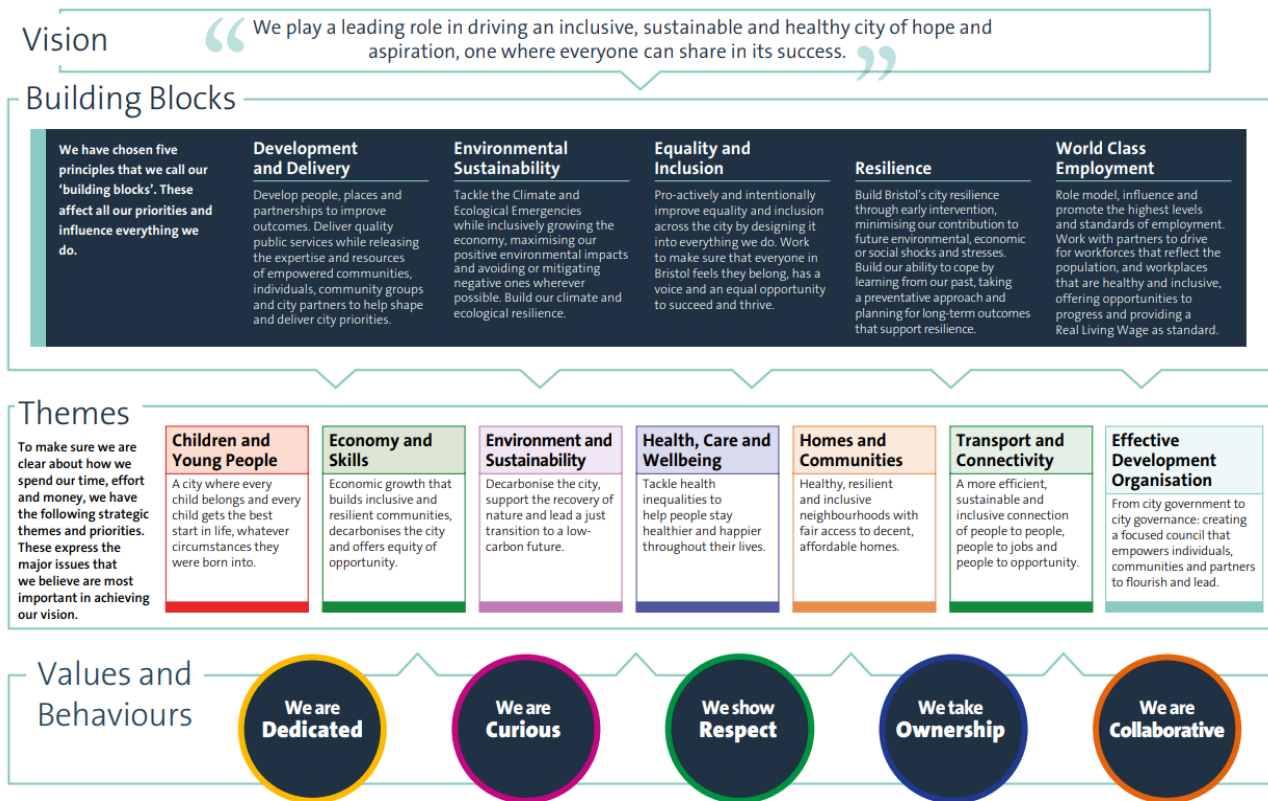 Vision
“We play a leading role in driving an inclusive, sustainable and healthy city of hope and
aspiration, one where everyone can share in its success.”
Building Blocks
We have chosen five
principles that we call our
‘building blocks’. These
affect all our priorities and
influence everything we
do.
Development
and Delivery
Develop people, places and
partnerships to improve
outcomes. Deliver quality
public services while releasing
the expertise and resources
of empowered communities,
individuals, community groups
and city partners to help shape
and deliver city priorities.
Environmental
Sustainability
Tackle the Climate and
Ecological Emergencies
while inclusively growing the
economy, maximising our
positive environmental impacts
and avoiding or mitigating
negative ones wherever
possible. Build our climate and
ecological resilience.
Equality and
Inclusion
Pro-actively and intentionally
improve equality and inclusion
across the city by designing it
into everything we do. Work
to make sure that everyone in
Bristol feels they belong, has a
voice and an equal opportunity
to succeed and thrive.
Resilience
Build Bristol’s city resilience
through early intervention,
minimising our contribution to
future environmental, economic
or social shocks and stresses.
Build our ability to cope by
learning from our past, taking
a preventative approach and
planning for long-term outcomes
that support resilience.
World Class
Employment
Role model, influence and
promote the highest levels
and standards of employment.
Work with partners to drive
for workforces that reflect the
population, and workplaces
that are healthy and inclusive,
offering opportunities to
progress and providing a
Real Living Wage as standard.
Themes
To make sure we are
clear about how we
spend our time, effort
and money, we have
the following strategic
themes and priorities.
These express the
major issues that
we believe are most
important in achieving
our vision.
Children and
Young People
A city where every
child belongs and every
child gets the best
start in life, whatever
circumstances they
were born into.
Economy and
Skills
Economic growth that
builds inclusive and
resilient communities,
decarbonises the city
and offers equity of
opportunity.
Environment and
Sustainability
Decarbonise the city,
support the recovery of
nature and lead a just
transition to a low-
carbon future.
Health, Care and
Wellbeing
Tackle health
inequalities to
help people stay
healthier and happier
throughout their lives.
Homes and
Communities
Healthy, resilient
and inclusive
neighbourhoods with
fair access to decent,
affordable homes.
Transport and
Connectivity
A more efficient,
sustainable and
inclusive connection
of people to people,
people to jobs and
people to opportunity.
Effective
Development
Organisation
From city government to
city governance: creating
a focused council that
empowers individuals,
communities and partners
to flourish and lead.
Values and
Behaviours
We are
Dedicated
We are
Curious
We show
Respect
We take
Ownership
We are
Collaborative